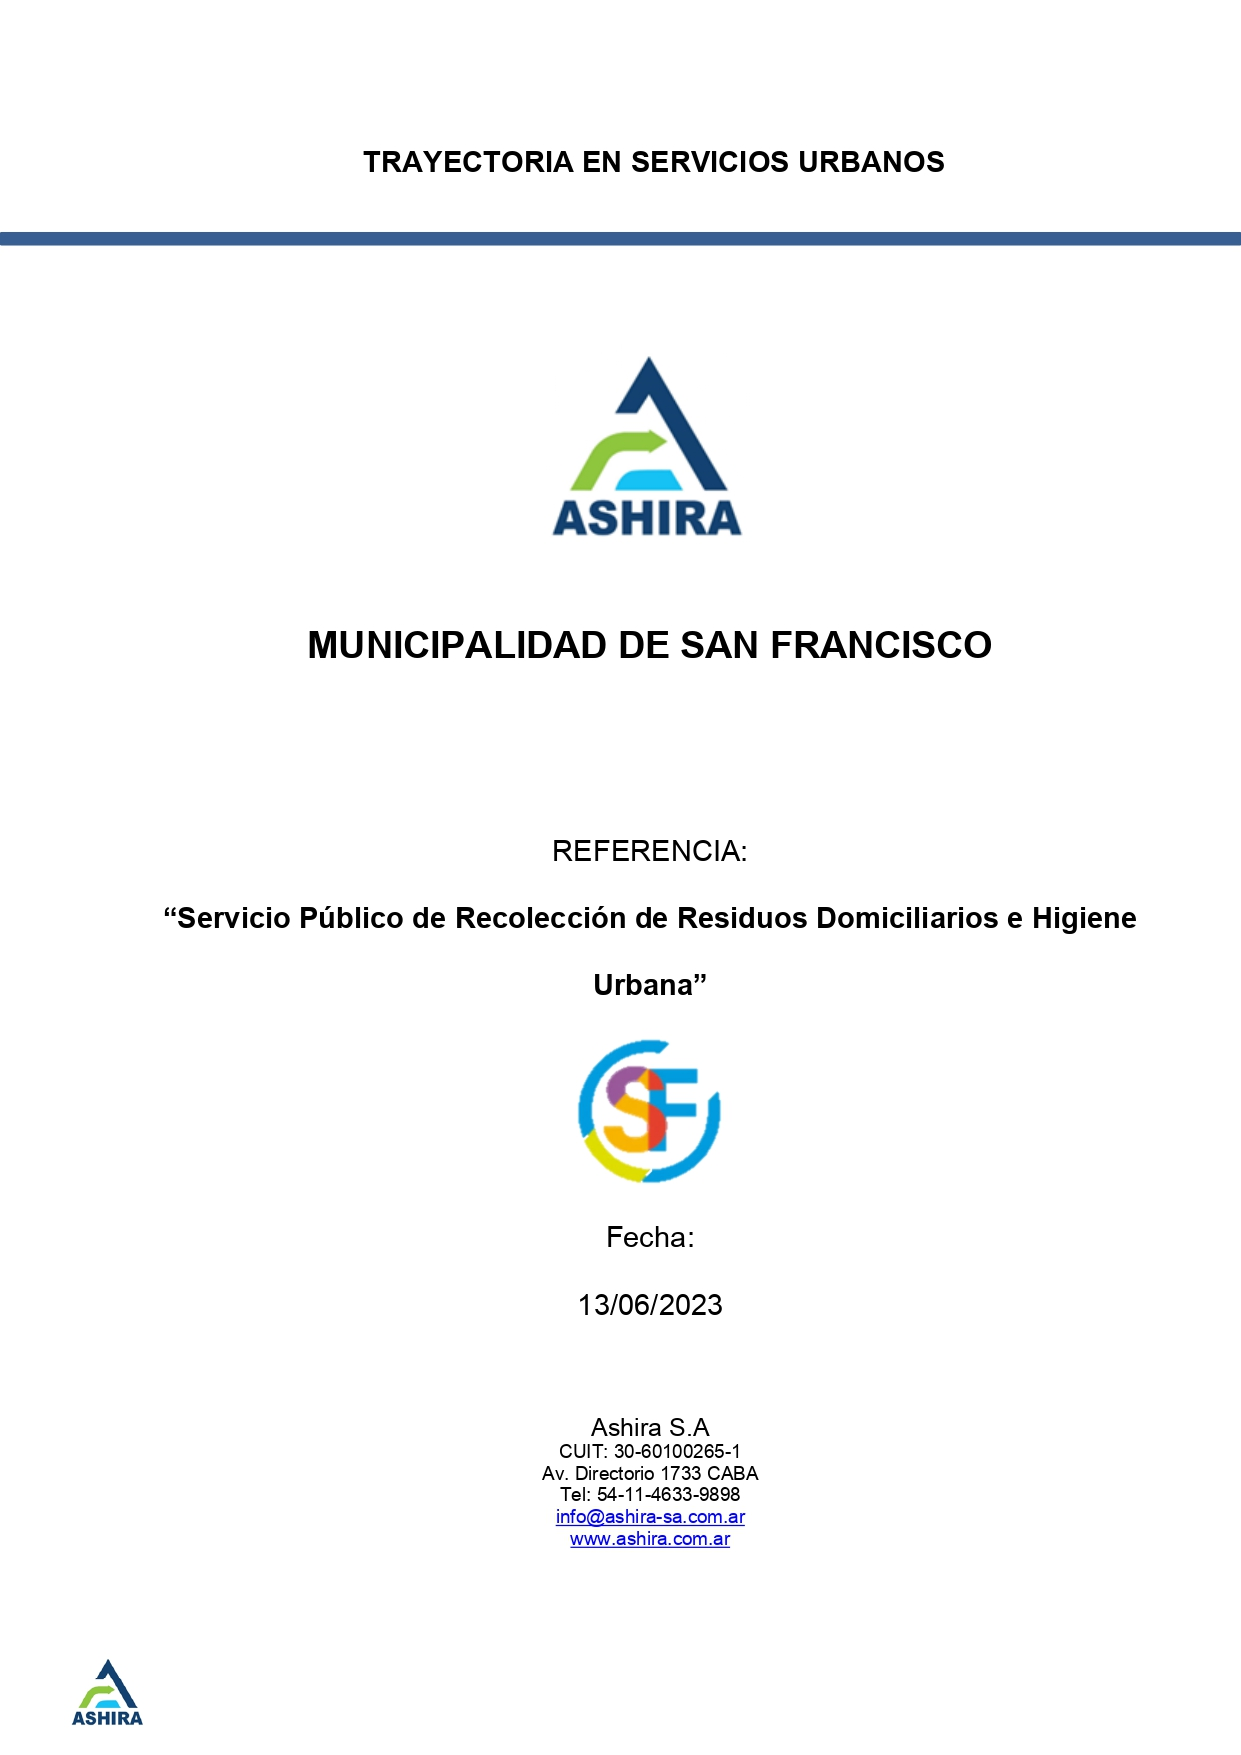 TRAYECTORIA EN SERVICIOS URBANOS
ASHIRA
MUNICIPALIDAD DE SAN FRANCISCO
REFERENCIA:
“Servicio Público de Recolección de Residuos Domiciliarios e Higiene
Urbana”
SF
Fecha:
13/06/2023
Ashira S.A
CUIT: 30-60100265-1
Av. Directorio 1733 CABA
Tel: 54-11-4633-9898
info@ashira-sa.com.ar
www.ashira.com.ar
ASHIRA